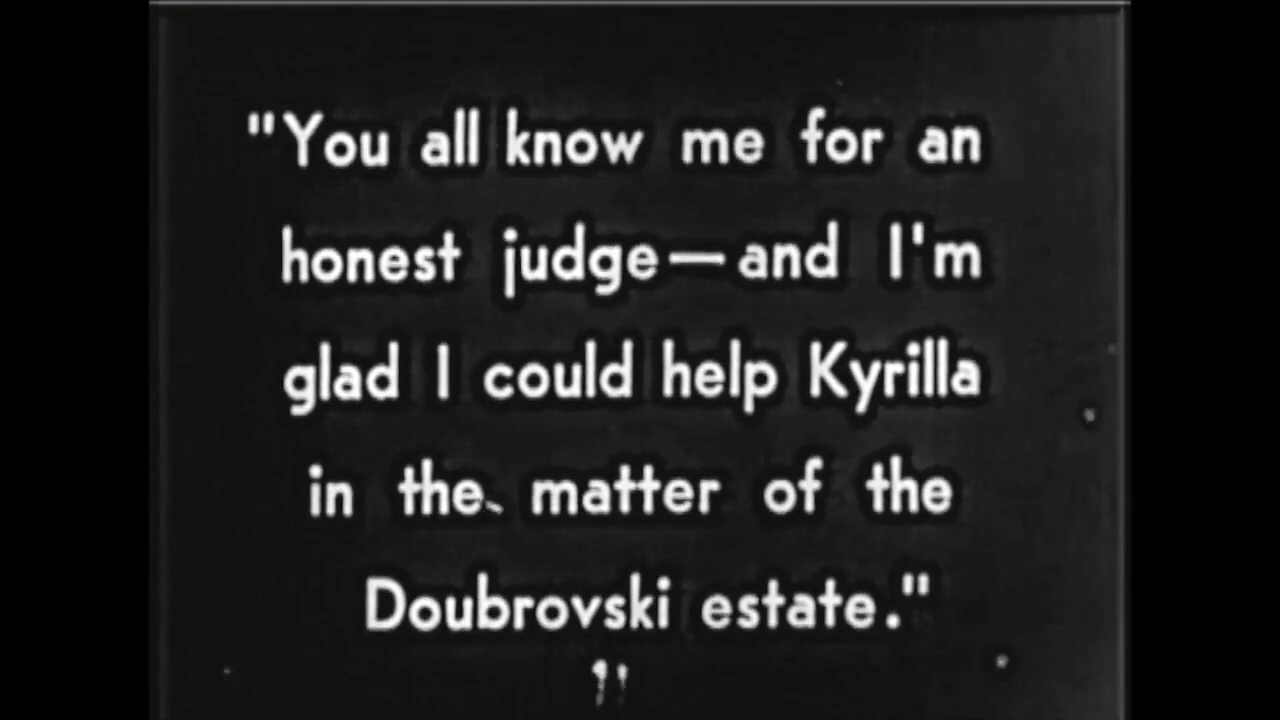 "You all know me for an
honest judge—and I'm
glad I could help Kyrilla
in the matter of the
Doubrovski estate."